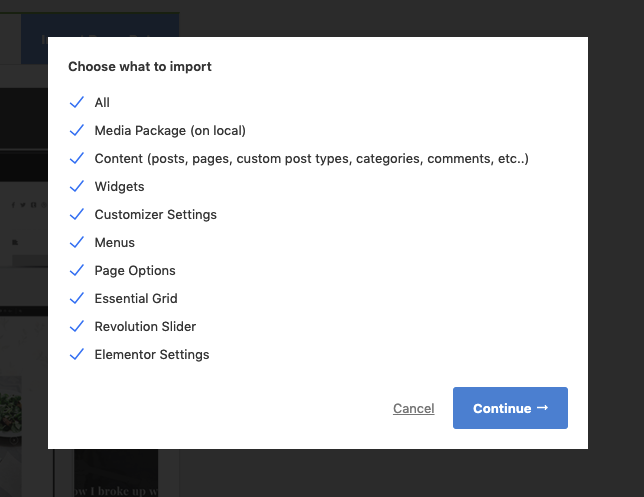 Choose what to import
All
Media Package (on local)
Content (posts, pages, custom post types, categories, comments, etc..)
Widgets
Customizer Settings
Menus
Page Options
Essential Grid
Revolution Slider
Elementor Settings
Cancel
Continue →
ow I broke up w